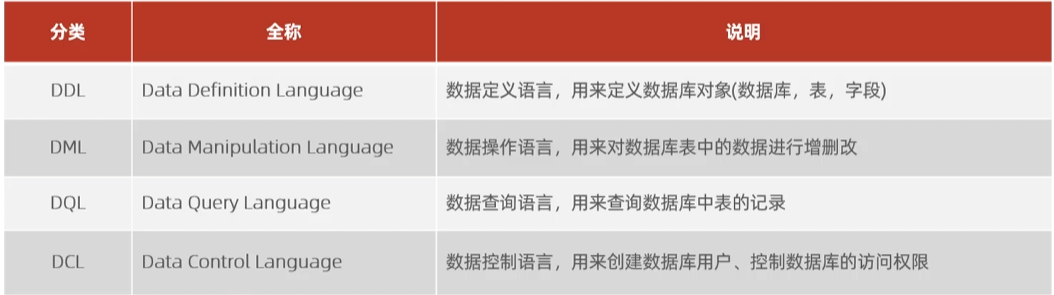 分类 全称 说明
DDL Data Definition Language 数据定义语言，用来定义数据库对象(数据库，表，字段)
DML Data Manipulation Language 数据操作语言，用来对数据库表中的数据进行增删改
DQL Data Query Language 数据查询语言，用来查询数据库中表的记录
DCL Data Control Language 数据控制语言，用来创建数据库用户、控制数据库的访问权限